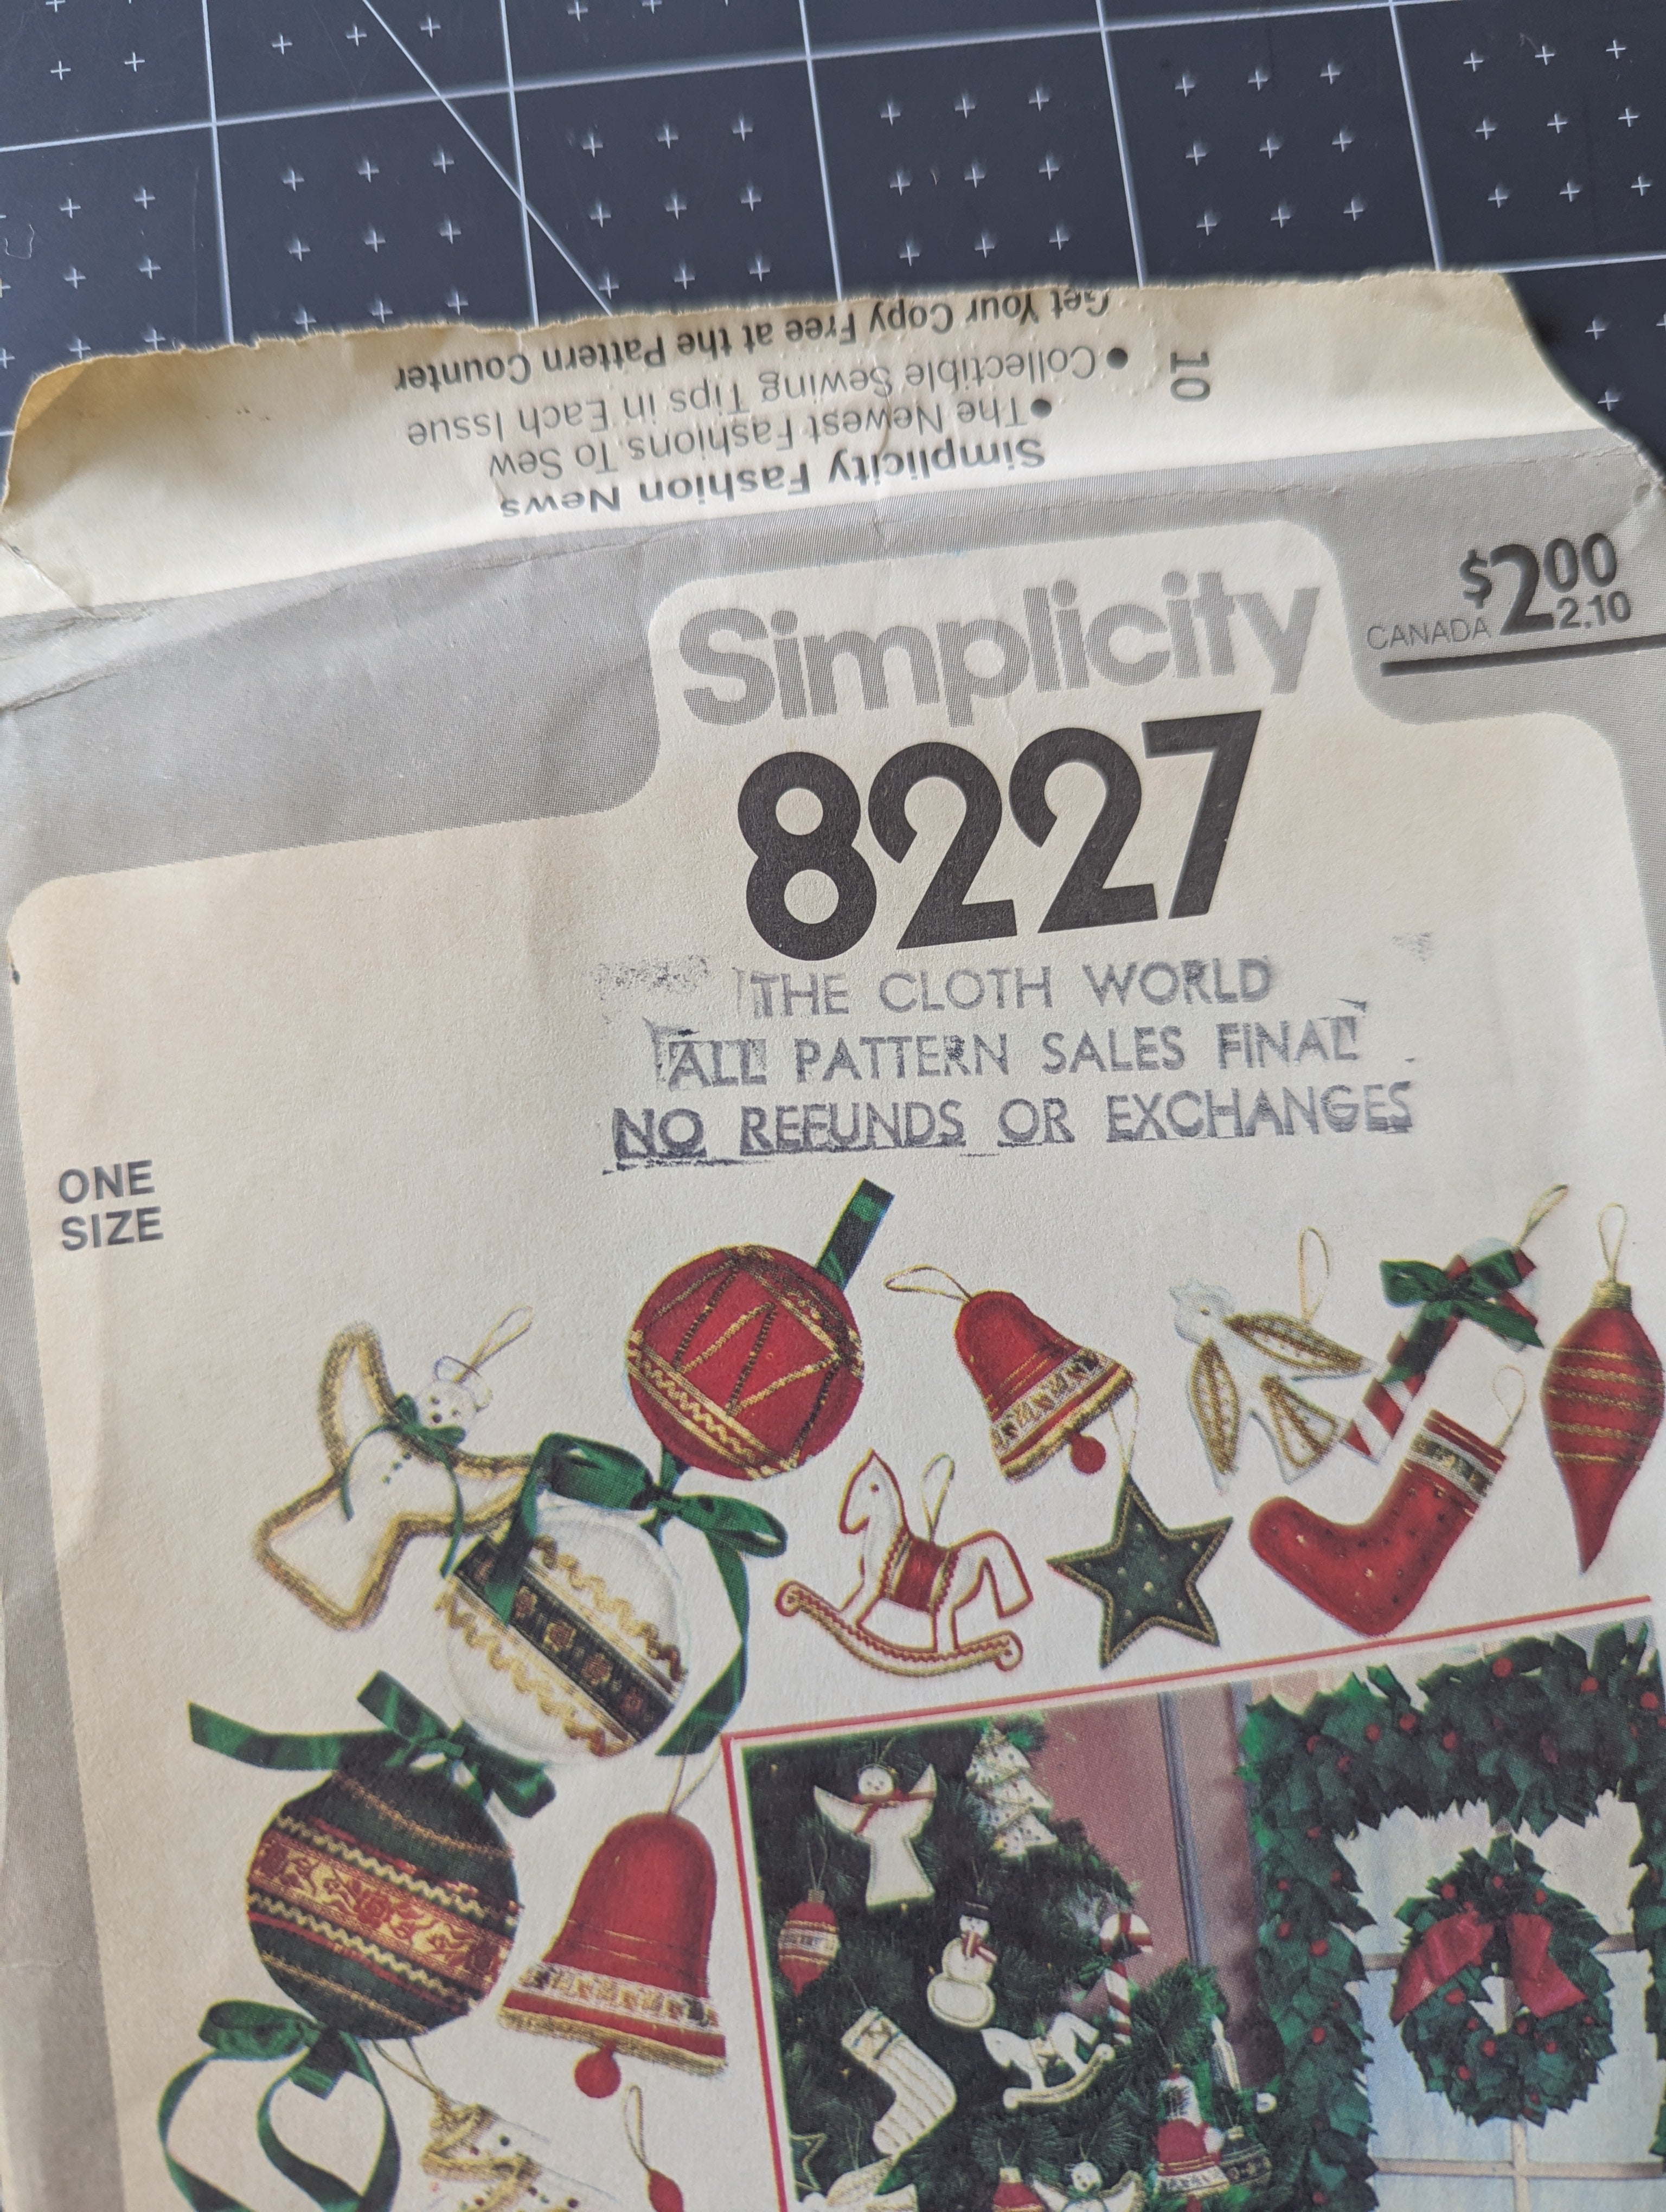 Get Your Copy Free at the Pattern Counter
• Collectible Sewing Tips in Each Issue
• The Newest Fashions To Sew
Simplicity Fashion News
10
Simplicity
$2.00
CANADA 2.10
8227
THE CLOTH WORLD
ALL PATTERN SALES FINAL
NO REFUNDS OR EXCHANGES
ONE
SIZE